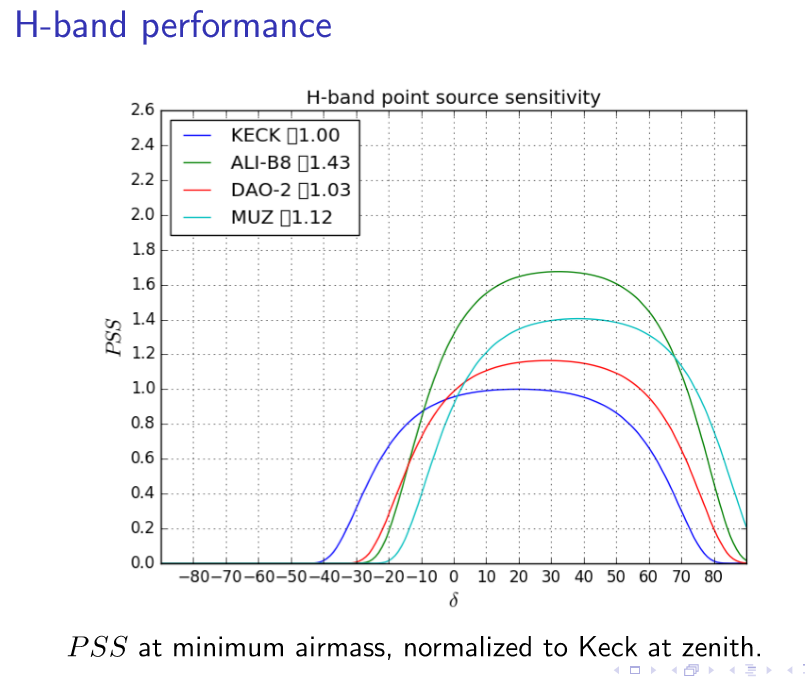 H-band performance
H-band point source sensitivity
KECK ▯1.00
ALI-B8 ▯1.43
DAO-2 ▯1.03
MUZ ▯1.12
2.6
2.4
2.2
2.0
1.8
1.6
1.4
1.2
1.0
0.8
0.6
0.4
0.2
0.0
PSS
−80 −70 −60 −50 −40 −30 −20 −10 0 10 20 30 40 50 60 70 80
δ
PSS at minimum airmass, normalized to Keck at zenith.